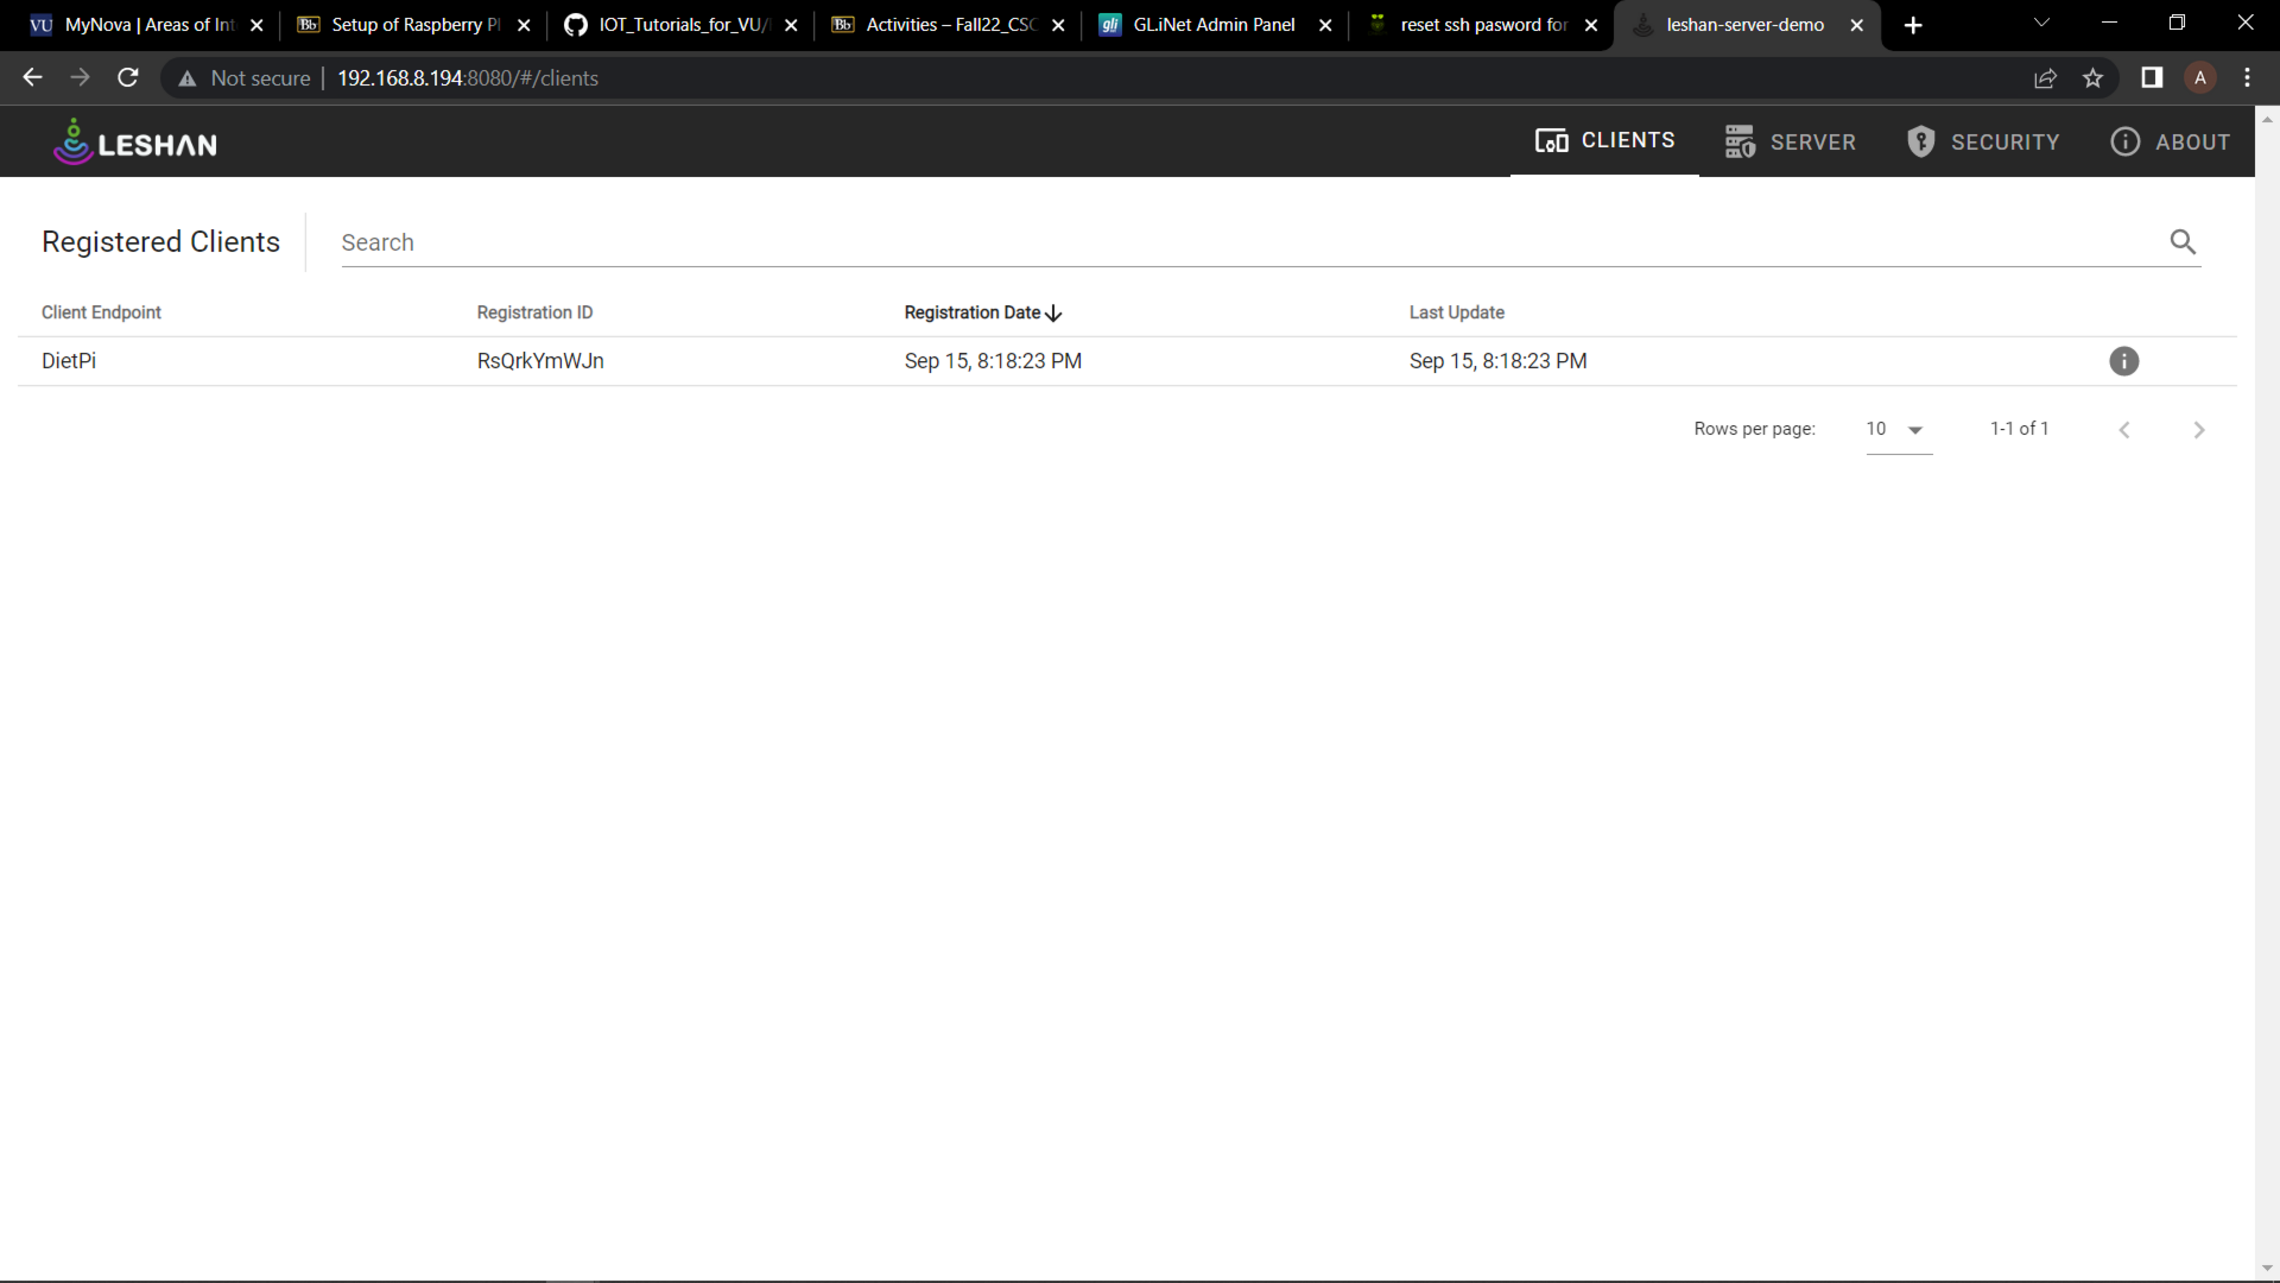 VU MyNova | Areas of Int Bb Setup of Raspberry Pi IOT_Tutorials_for_VU/ Bb Activities – Fall22_CSC gli GL.iNet Admin Panel reset ssh pasword for leshan-server-demo
Not secure 192.168.8.194:8080/#/clients A
LESHAN CLIENTS SERVER SECURITY ABOUT
Registered Clients Search
Client Endpoint Registration ID Registration Date Last Update
DietPi RsQrkYmWJn Sep 15, 8:18:23 PM Sep 15, 8:18:23 PM
Rows per page: 10 1-1 of 1